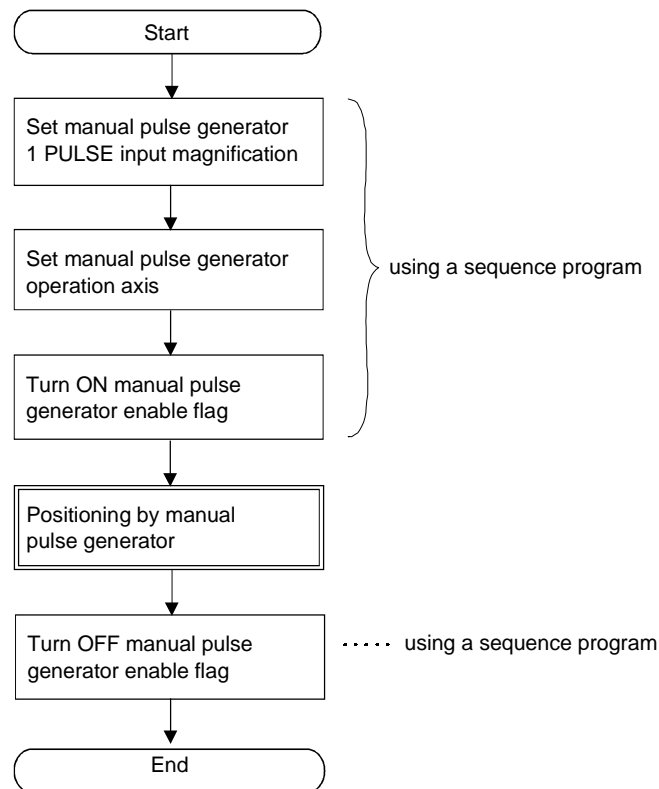 Start
Set manual pulse generator
1 PULSE input magnification
Set manual pulse generator
operation axis
using a sequence program
Turn ON manual pulse
generator enable flag
Positioning by manual
pulse generator
Turn OFF manual pulse
generator enable flag
using a sequence program
End